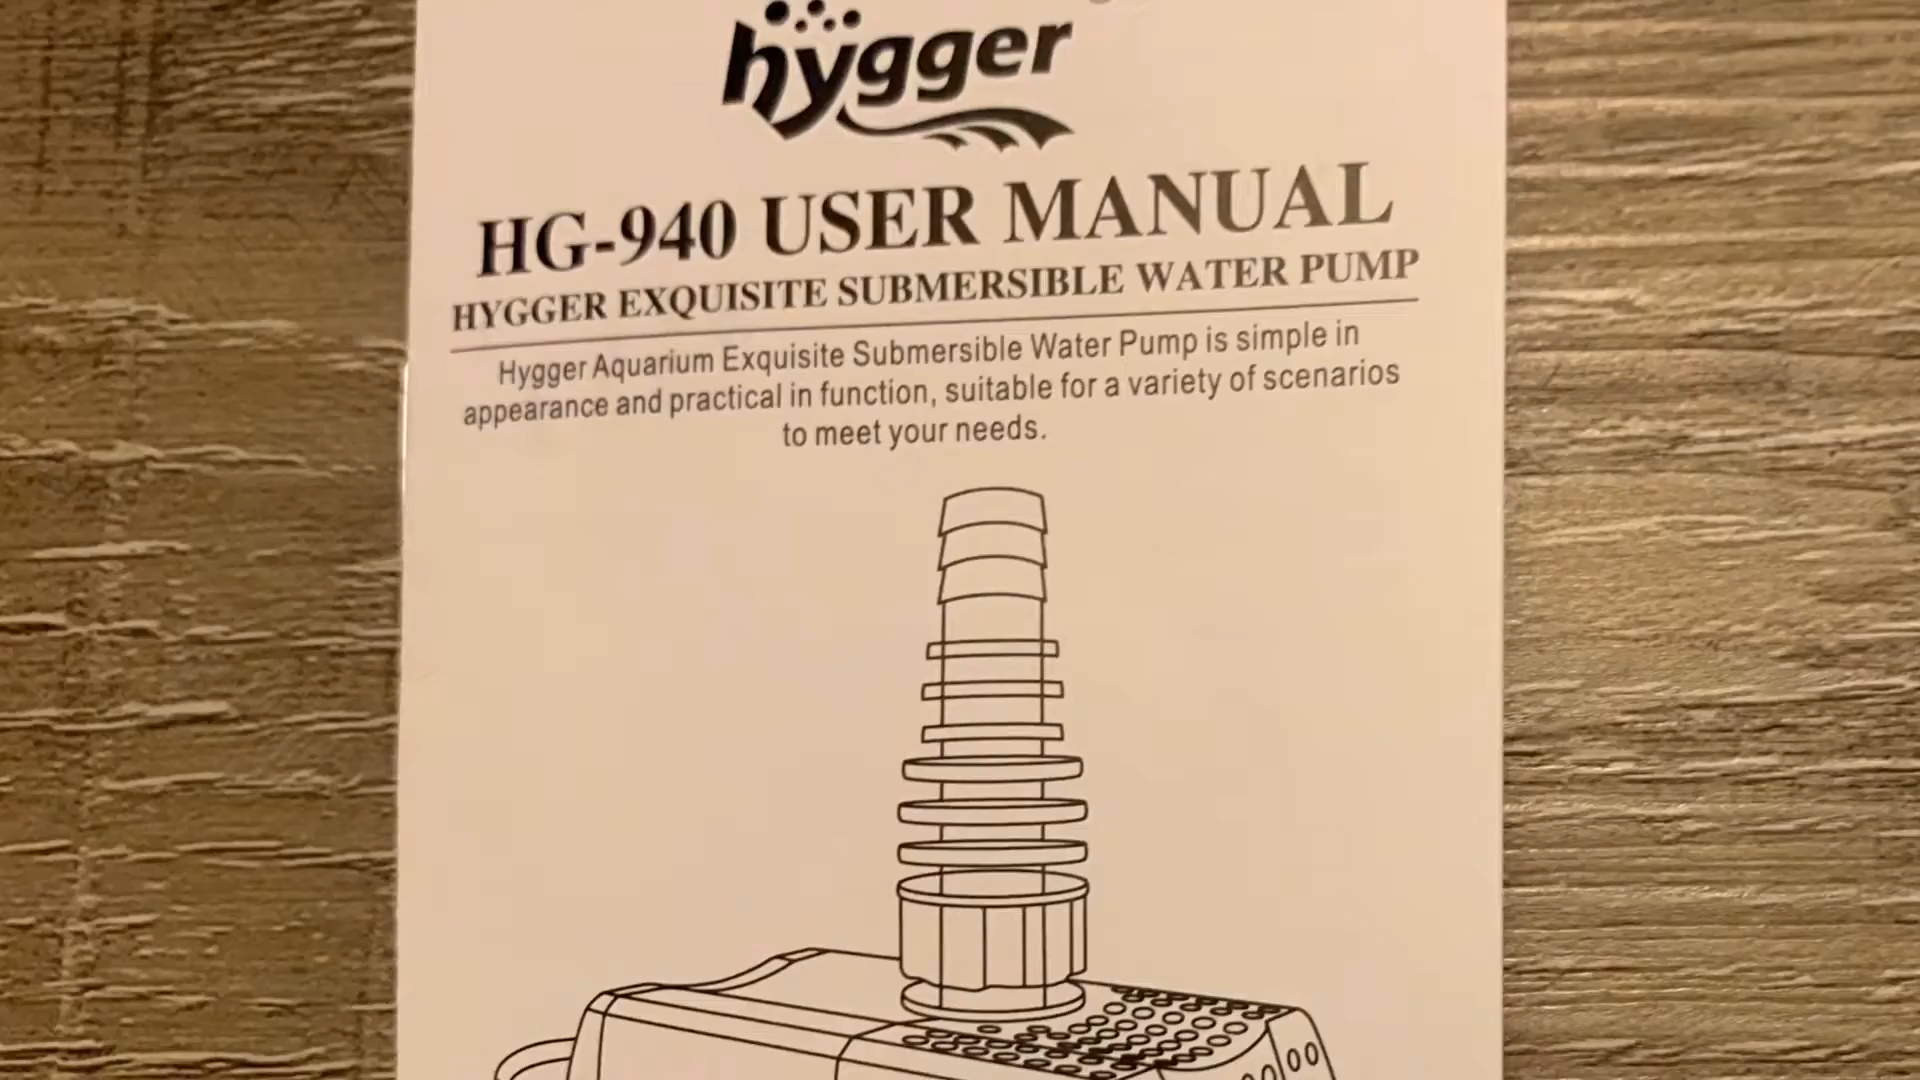 hygger
HG-940 USER MANUAL
HYGGER EXQUISITE SUBMERSIBLE WATER PUMP
Hygger Aquarium Exquisite Submersible Water Pump is simple in
appearance and practical in function, suitable for a variety of scenarios
to meet your needs.